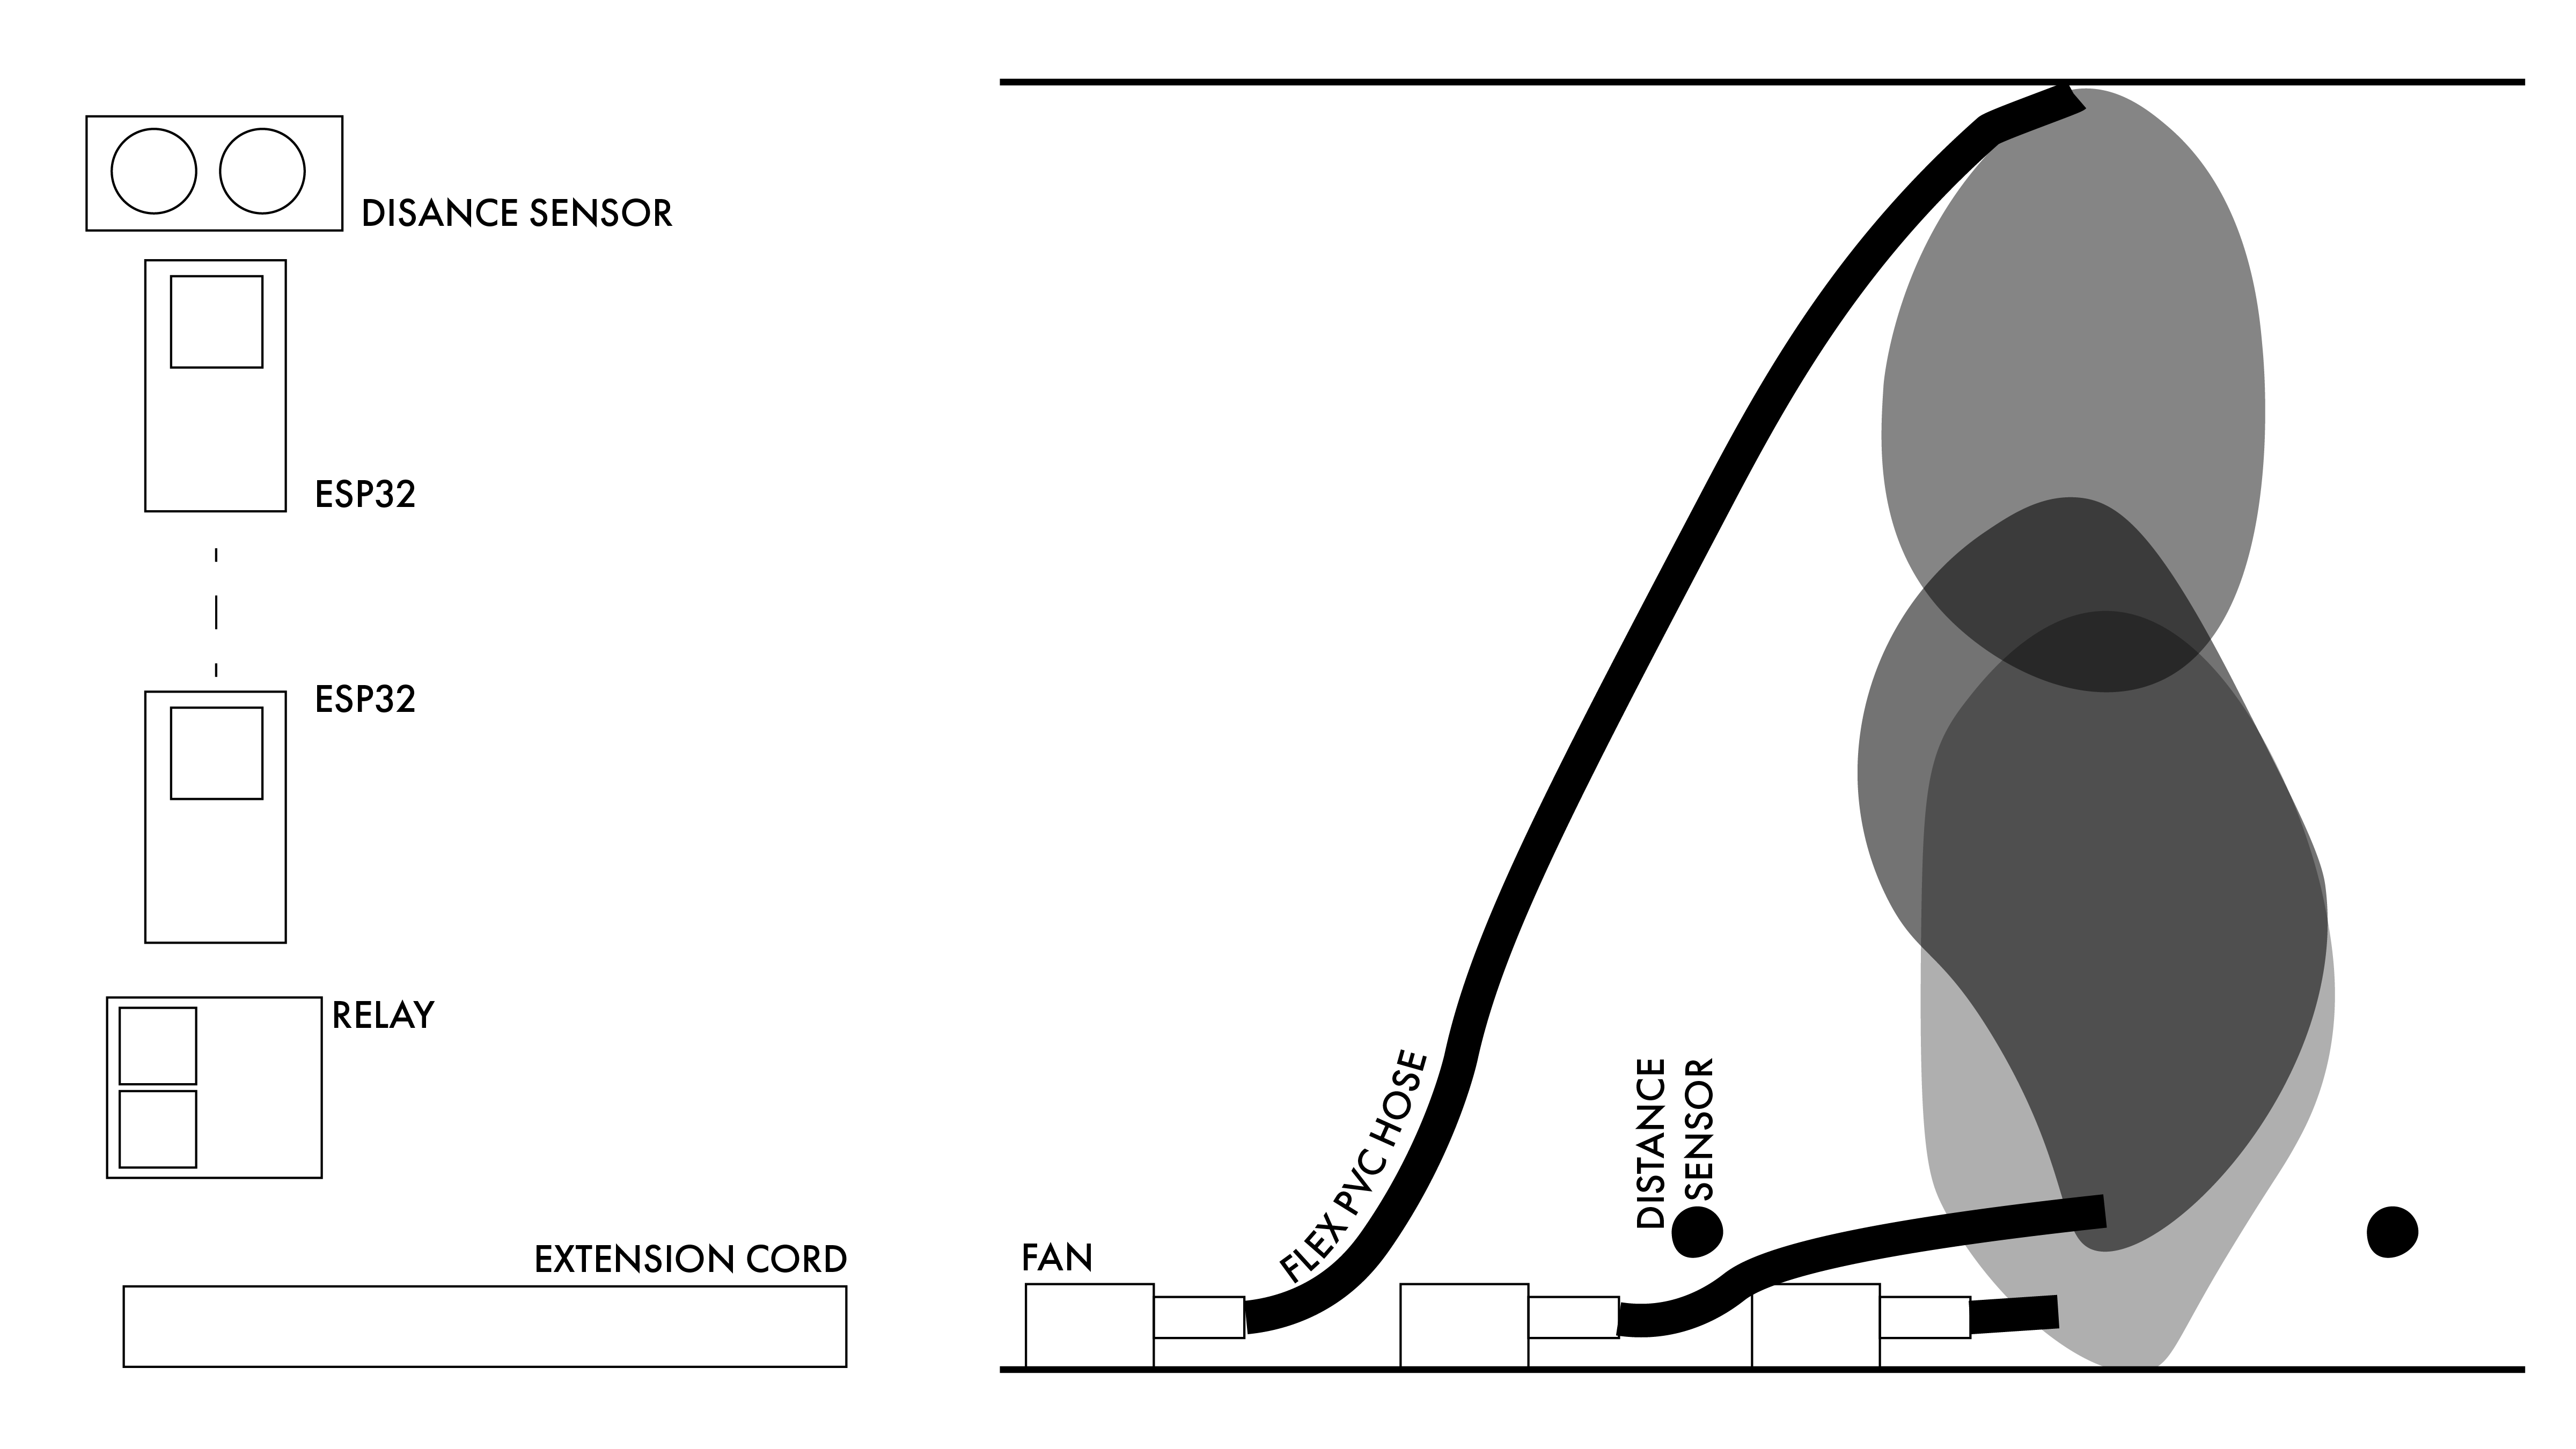 DISANCE SENSOR
ESP32
ESP32
RELAY
EXTENSION CORD
FAN
FLEX PVC HOSE
DISTANCE
SENSOR